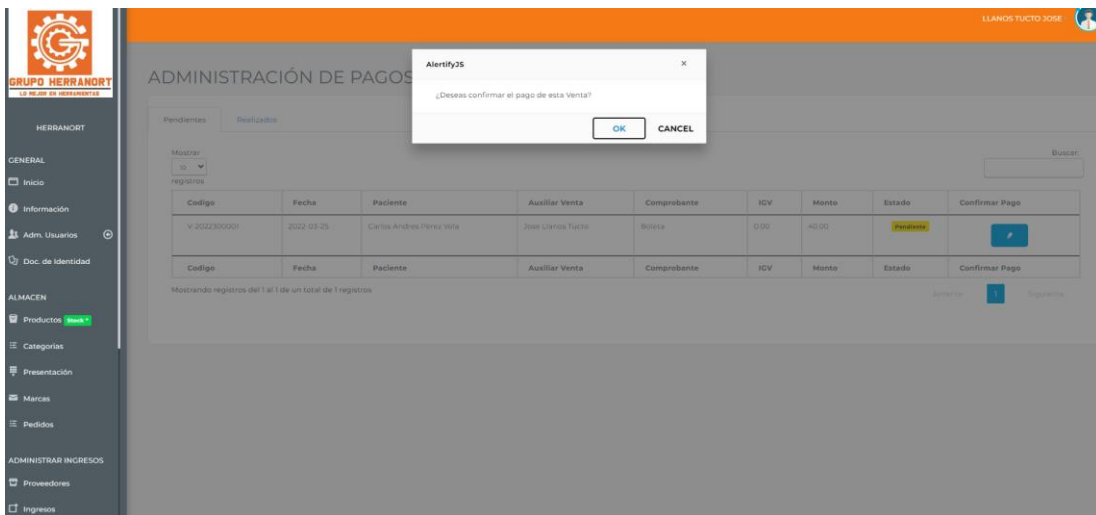 LLANOS TUCTO JOSE
GRUPO HERRANORT
LO MEJOR EN HERRAMIENTAS
HERRANORT
GENERAL
Inicio
Información
Adm. Usuarios
Doc. de Identidad
ALMACEN
Productos Stock
Categorias
Presentación
Marcas
Pedidos
ADMINISTRAR INGRESOS
Proveedores
Ingresos
ADMINISTRACIÓN DE PAGOS
AlertifyJS ×
¿Deseas confirmar el pago de esta Venta?
OK CANCEL
Pendientes Realizados
Mostrar
10
registros
Buscar:
Codigo Fecha Paciente Auxiliar Venta Comprobante IGV Monto Estado Confirmar Pago
V-2022300001 2022-03-25 Carlos Andres Perez Vela Jose Llanos Tucto Boleta 0.00 40.00 Pendiente
Codigo Fecha Paciente Auxiliar Venta Comprobante IGV Monto Estado Confirmar Pago
Mostrando registros del 1 al 1 de un total de 1 registros
Anterior 1 Siguiente